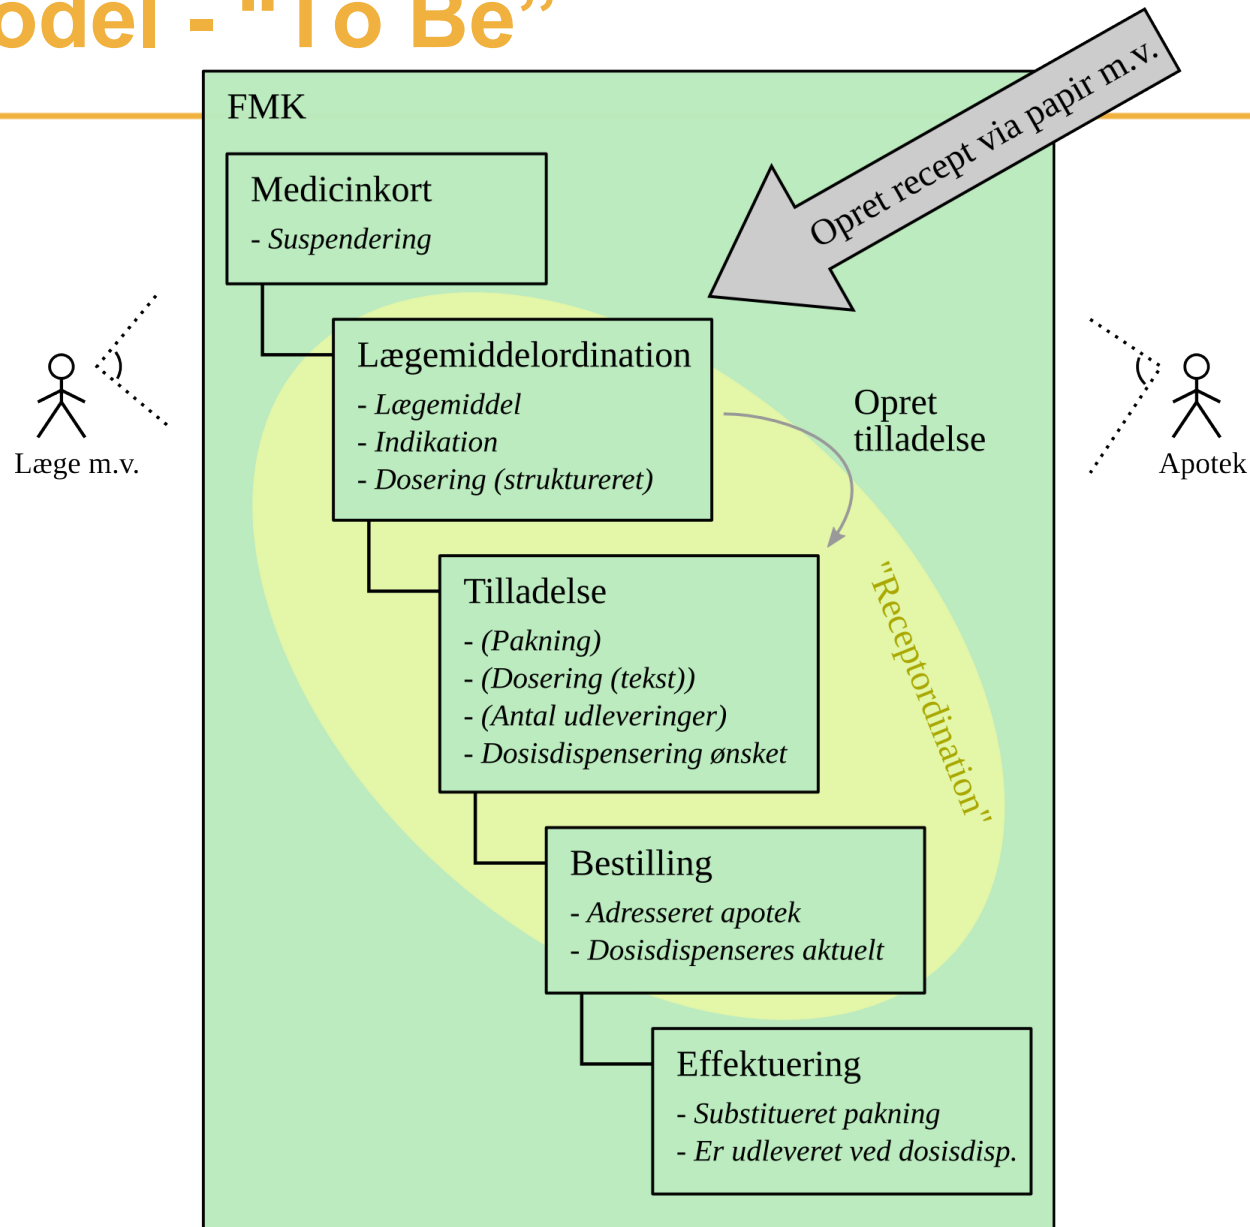 odel - "To Be”
FMK
Opret recept via papir m.v.
Medicinkort
- Suspendering
Lægemiddelordination
- Lægemiddel
- Indikation
- Dosering (struktureret)
Opret
tilladelse
Læge m.v.
Apotek
Tilladelse
- (Pakning)
- (Dosering (tekst))
- (Antal udleveringer)
- Dosisdispensering ønsket
"Receptordination"
Bestilling
- Adresseret apotek
- Dosisdispenseres aktuelt
Effektuering
- Substitueret pakning
- Er udleveret ved dosisdisp.